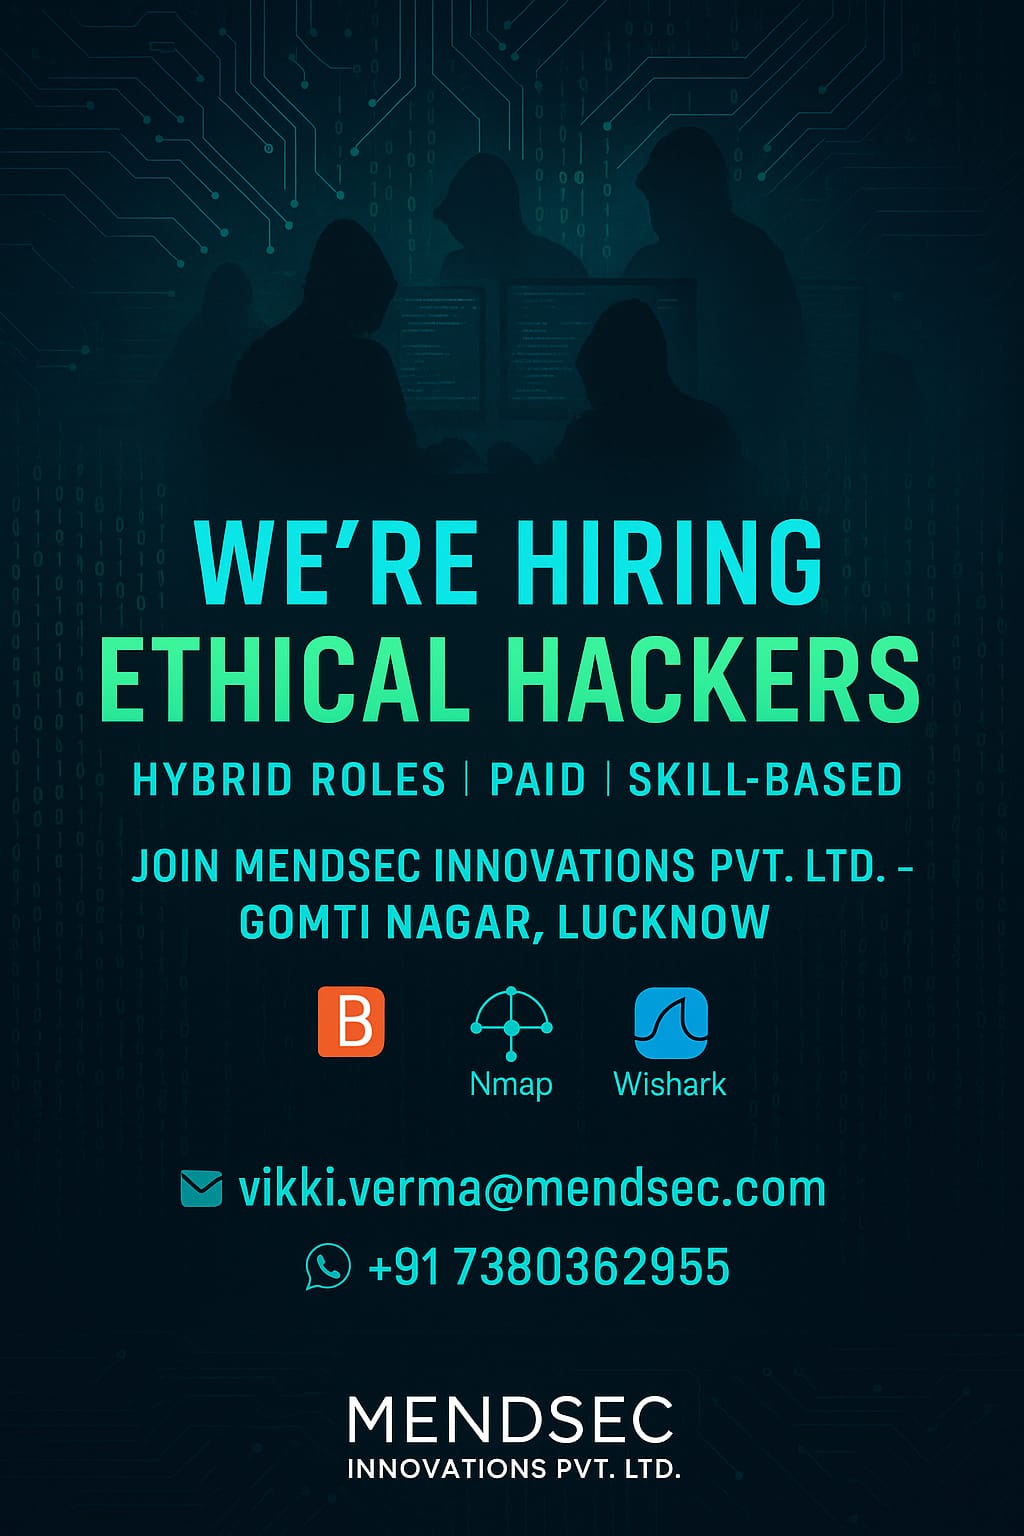 WE'RE HIRING
ETHICAL HACKERS
HYBRID ROLES | PAID | SKILL-BASED
JOIN MENDSEC INNOVATIONS PVT. LTD. –
GOMTI NAGAR, LUCKNOW
B
Nmap
Wishark
vikki.verma@mendsec.com
+91 7380362955
MENDSEC
INNOVATIONS PVT. LTD.